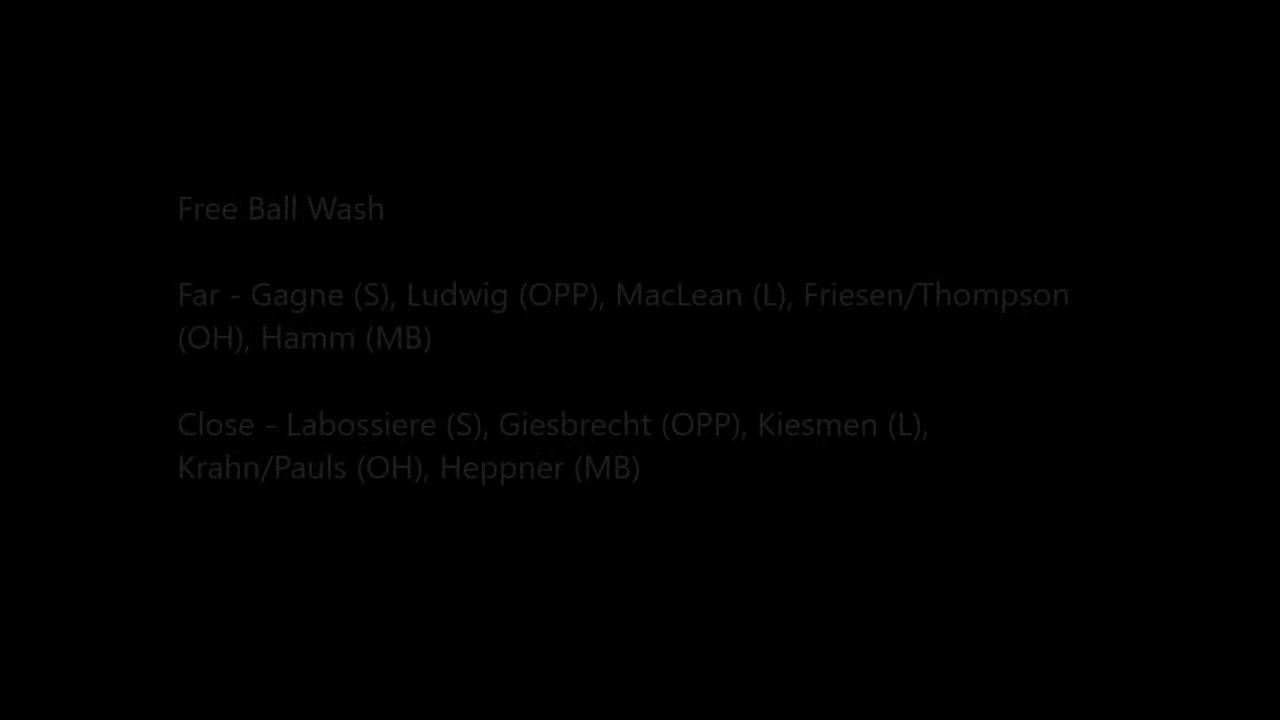 Free Ball Wash
Far - Gagne (S), Ludwig (OPP), MacLean (L), Friesen/Thompson
(OH), Hamm (MB)
Close - Labossiere (S), Giesbrecht (OPP), Kiesmen (L),
Krahn/Pauls (OH), Heppner (MB)